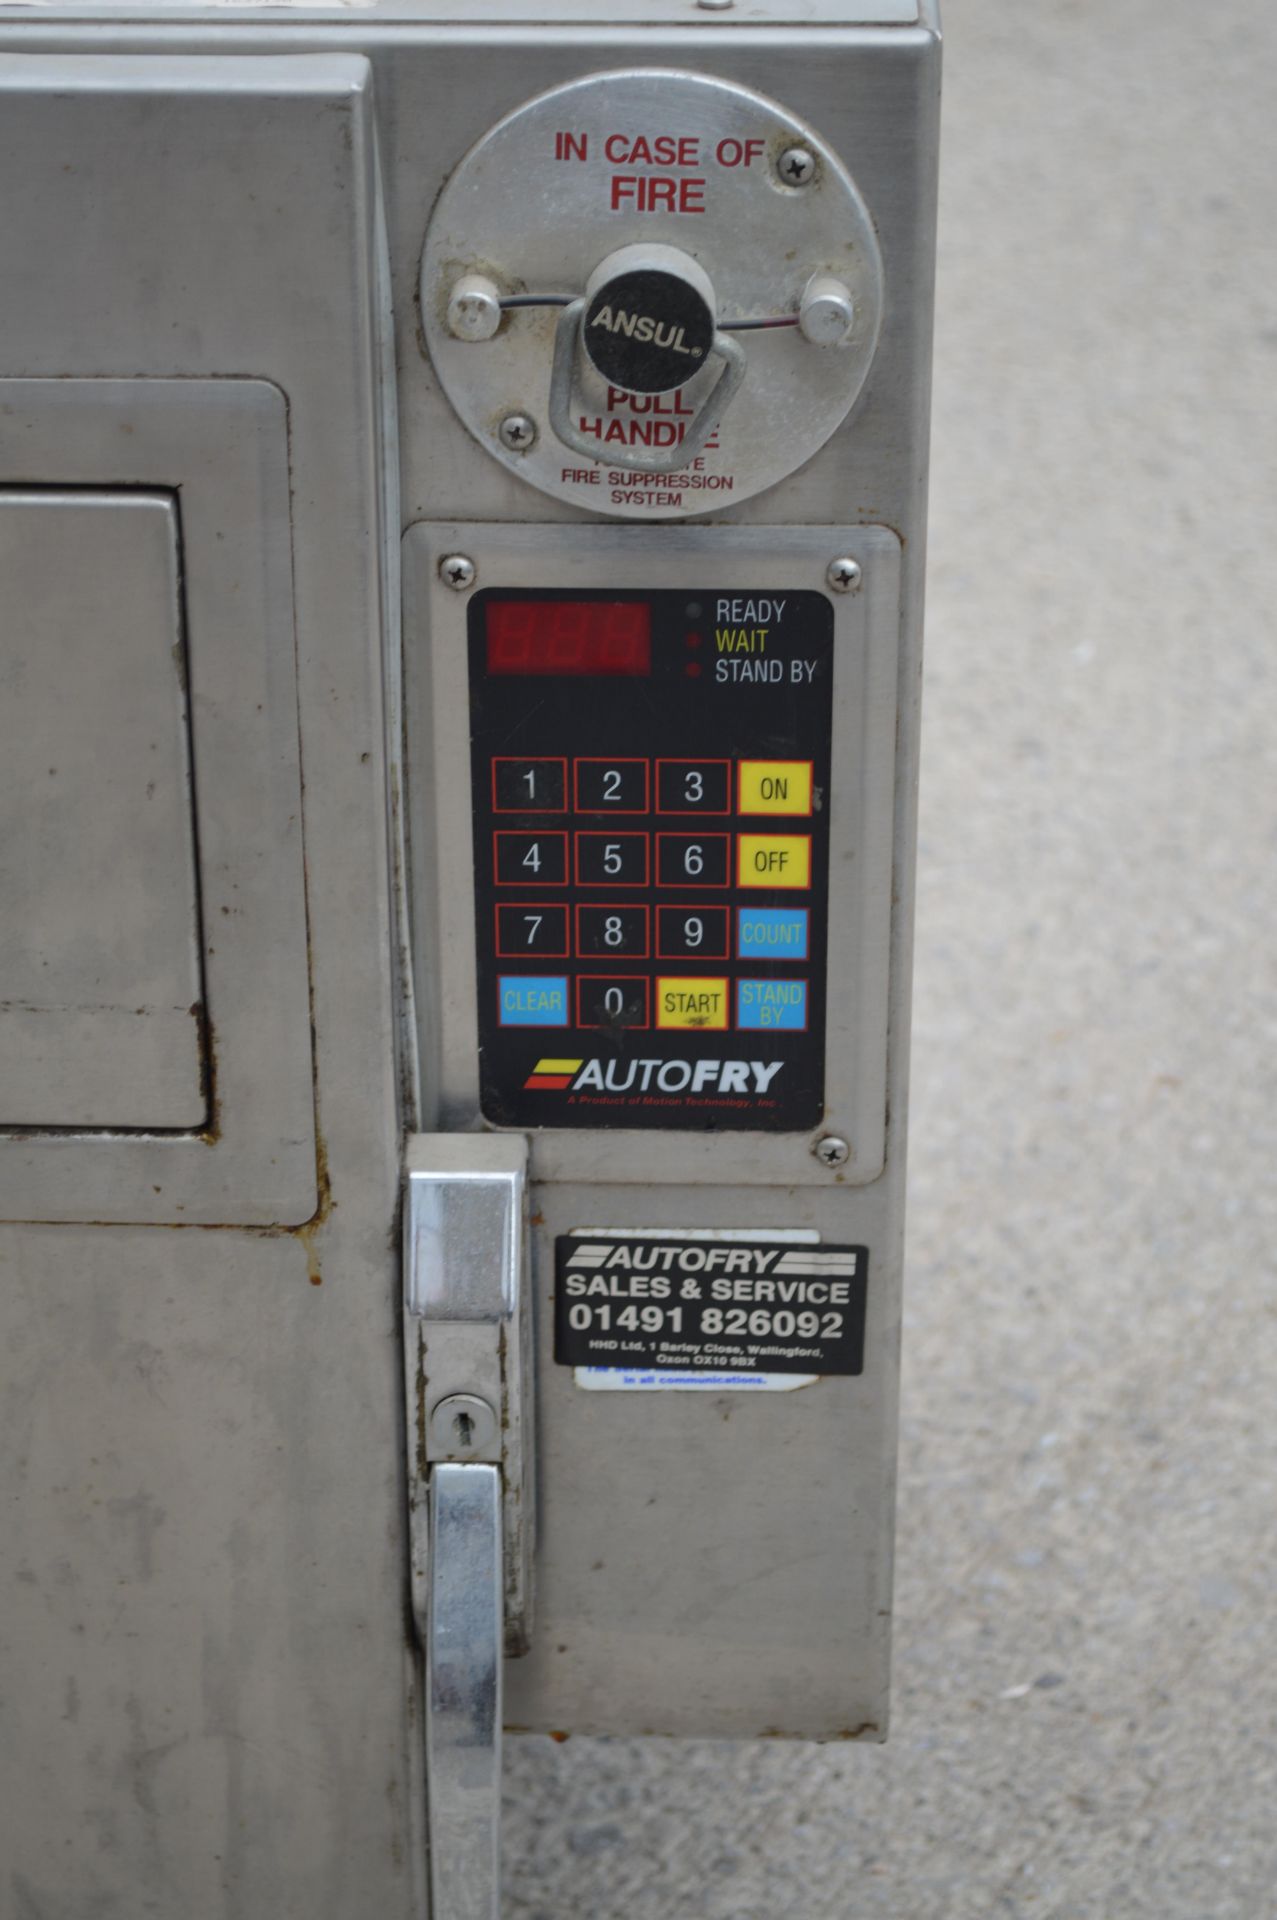 IN CASE OF
FIRE
ANSUL®
PULL
HANDLE
FIRE SUPPRESSION
SYSTEM
READY
WAIT
STAND BY
1 2 3 ON
4 5 6 OFF
7 8 9 COUNT
CLEAR 0 START STAND BY
AUTOFRY
A Product of Motion Technology, Inc.
AUTOFRY
SALES & SERVICE
01491 826092
HHD Ltd, 1 Barley Close, Wallingford,
Oxon OX10 9BX
in all communications.